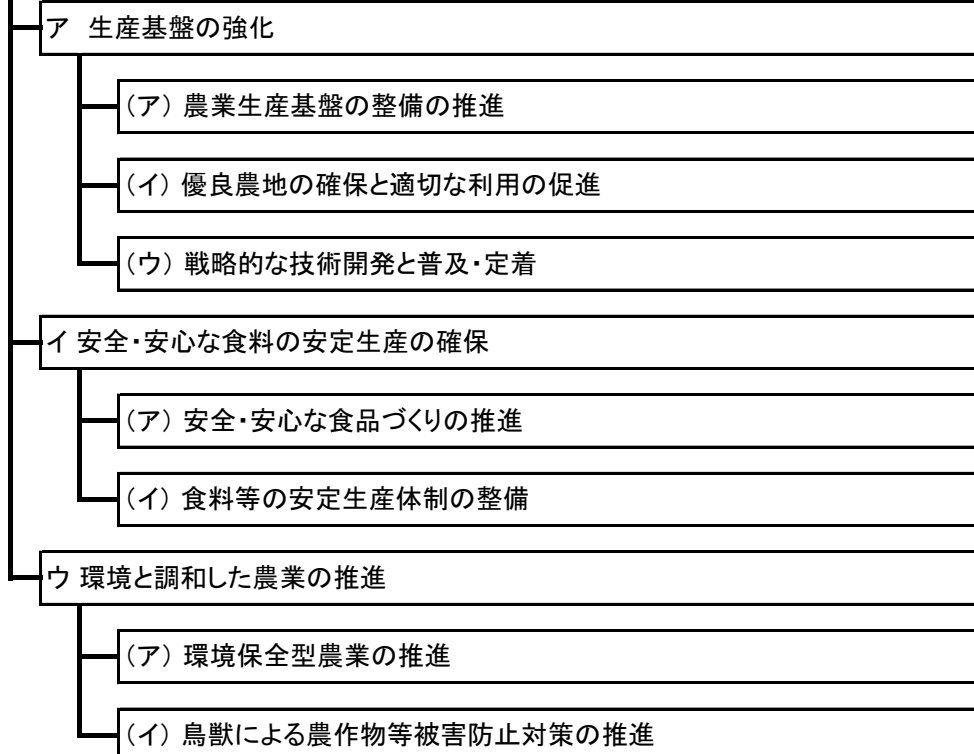 ア 生産基盤の強化
（ア） 農業生産基盤の整備の推進
（イ） 優良農地の確保と適切な利用の促進
（ウ） 戦略的な技術開発と普及・定着
イ 安全・安心な食料の安定生産の確保
（ア） 安全・安心な食品づくりの推進
（イ） 食料等の安定生産体制の整備
ウ 環境と調和した農業の推進
（ア） 環境保全型農業の推進
（イ） 鳥獣による農作物等被害防止対策の推進